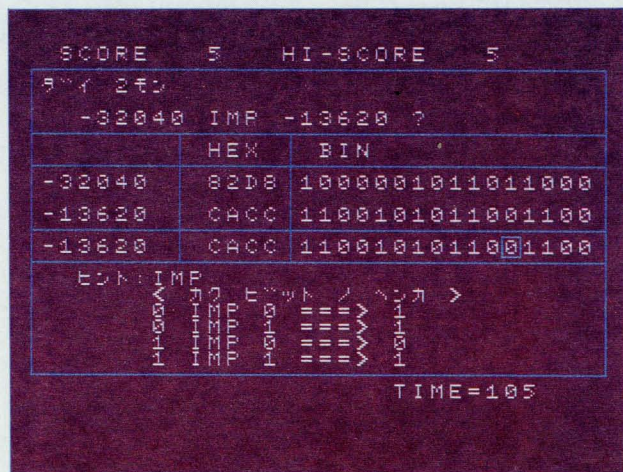 SCORE 5 HI-SCORE 5
ダイ 2モン
-32040 IMP -13620 ?
HEX BIN
-32040 82D8 1000001011011000
-13620 CACC 1100101011001100
-13620 CACC 1100101011001100
ヒント:IMP
< カク ビット ノ ヘンカ >
0 IMP 0 ===> 1
0 IMP 1 ===> 1
1 IMP 0 ===> 0
1 IMP 1 ===> 1
TIME=105